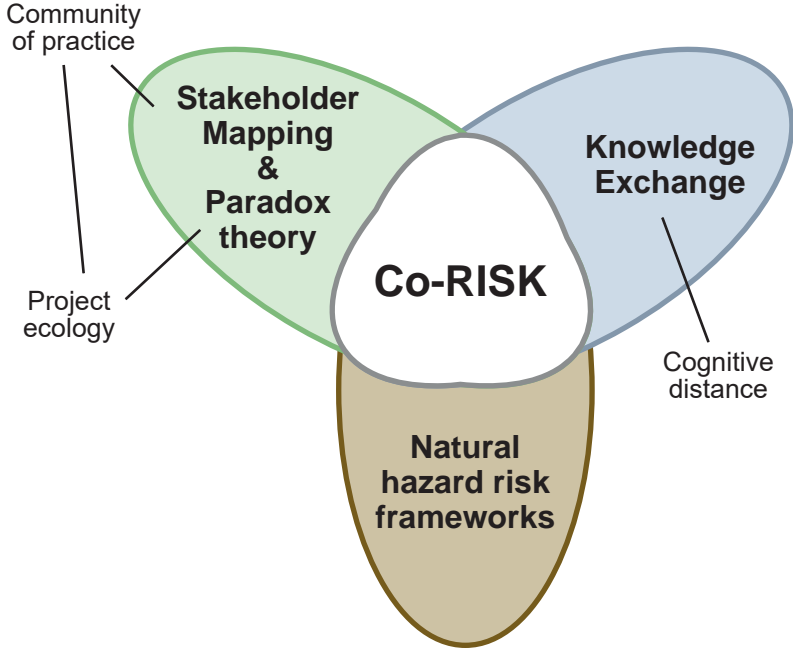 Community
of practice
Stakeholder
Mapping
&
Paradox
theory
Knowledge
Exchange
Co-RISK
Project
ecology
Cognitive
distance
Natural
hazard risk
frameworks